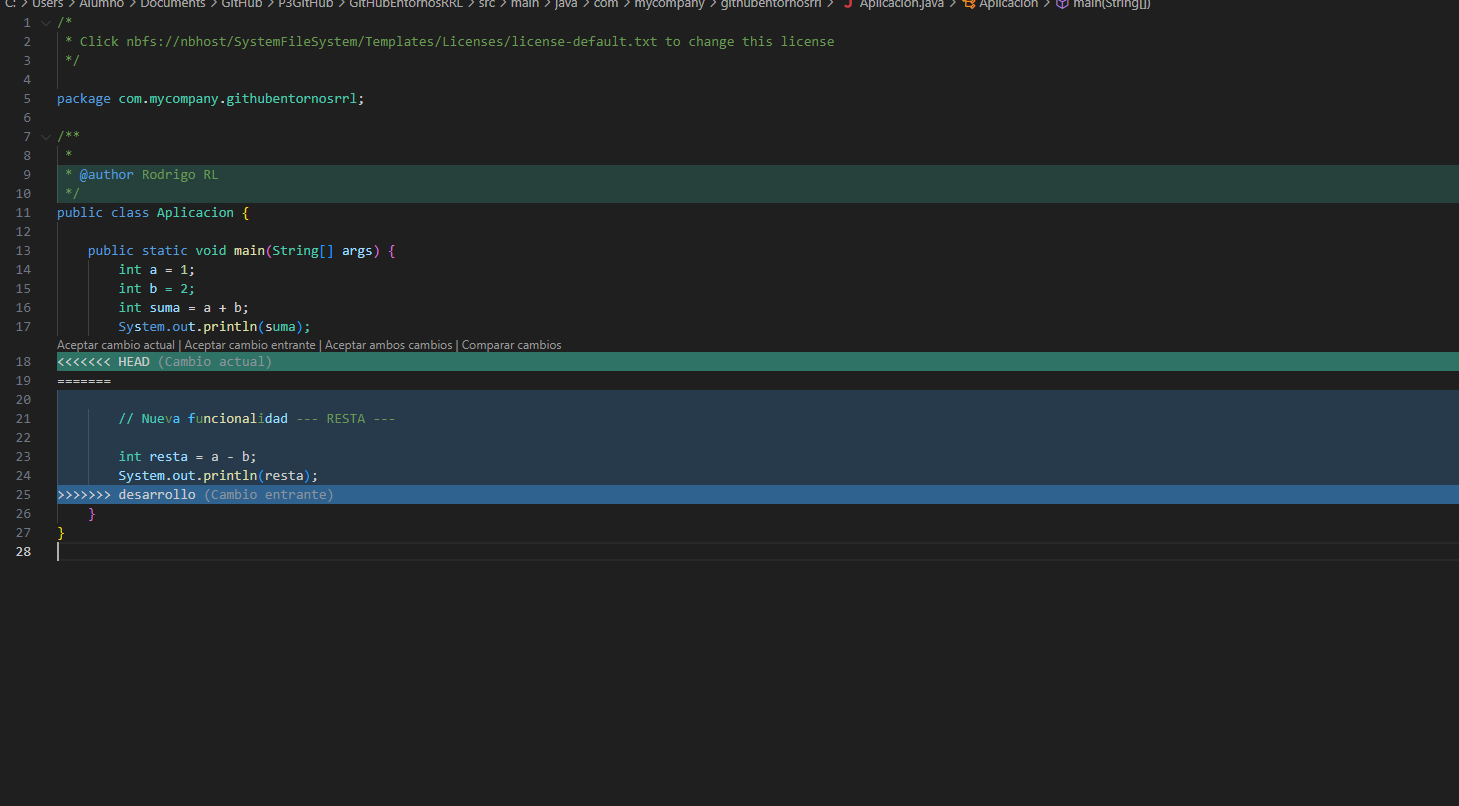 C: > Users > Alumno > Documents > GitHub > P3GitHub > GitHubEntornosRRL > src > main > java > com > mycompany > githubentornosrrl > J Aplicacion.java > Aplicacion > main(String[])
1 /*
2  * Click nbfs://nbhost/SystemFileSystem/Templates/Licenses/license-default.txt to change this license
3  */
4
5 package com.mycompany.githubentornosrrl;
6
7 /**
8  *
9  * @author Rodrigo RL
10  */
11 public class Aplicacion {
12
13     public static void main(String[] args) {
14         int a = 1;
15         int b = 2;
16         int suma = a + b;
17         System.out.println(suma);
Aceptar cambio actual | Aceptar cambio entrante | Aceptar ambos cambios | Comparar cambios
18 <<<<<<< HEAD (Cambio actual)
19 =======
20
21         // Nueva funcionalidad --- RESTA ---
22
23         int resta = a - b;
24         System.out.println(resta);
25 >>>>>>> desarrollo (Cambio entrante)
26     }
27 }
28